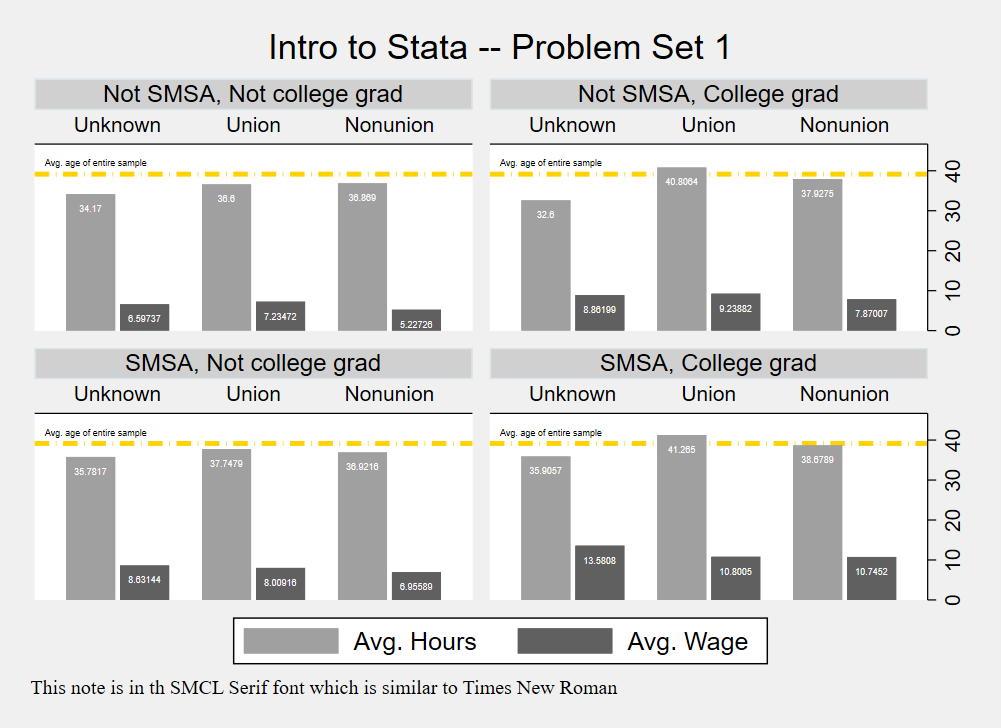 Intro to Stata -- Problem Set 1
Not SMSA, Not college grad
Unknown Union Nonunion
Avg. age of entire sample
34.17 6.59737 36.6 7.23472 36.869 5.22726
Not SMSA, College grad
Unknown Union Nonunion
Avg. age of entire sample
32.6 8.86199 40.8064 9.23882 37.9275 7.87007
40
30
20
10
0
SMSA, Not college grad
Unknown Union Nonunion
Avg. age of entire sample
35.7817 8.63144 37.7479 8.00916 36.9216 6.95589
SMSA, College grad
Unknown Union Nonunion
Avg. age of entire sample
35.9057 13.5808 41.265 10.8005 38.6789 10.7452
40
30
20
10
0
Avg. Hours Avg. Wage
This note is in th SMCL Serif font which is similar to Times New Roman